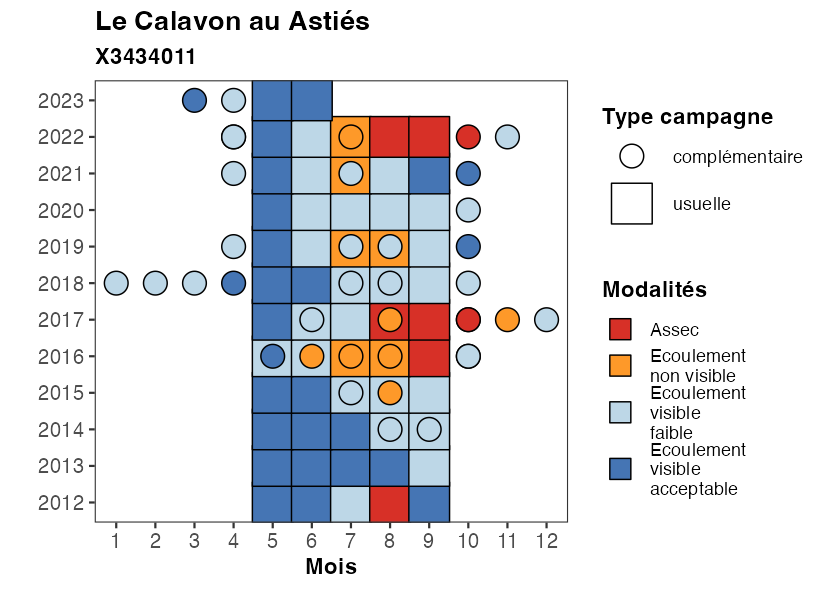 Le Calavon au Astiés
X3434011
2023
2022
2021
2020
2019
2018
2017
2016
2015
2014
2013
2012
1 2 3 4 5 6 7 8 9 10 11 12
Mois
Type campagne
complémentaire
usuelle
Modalités
Assec
Ecoulement
non visible
Ecoulement
visible
faible
Ecoulement
visible
acceptable